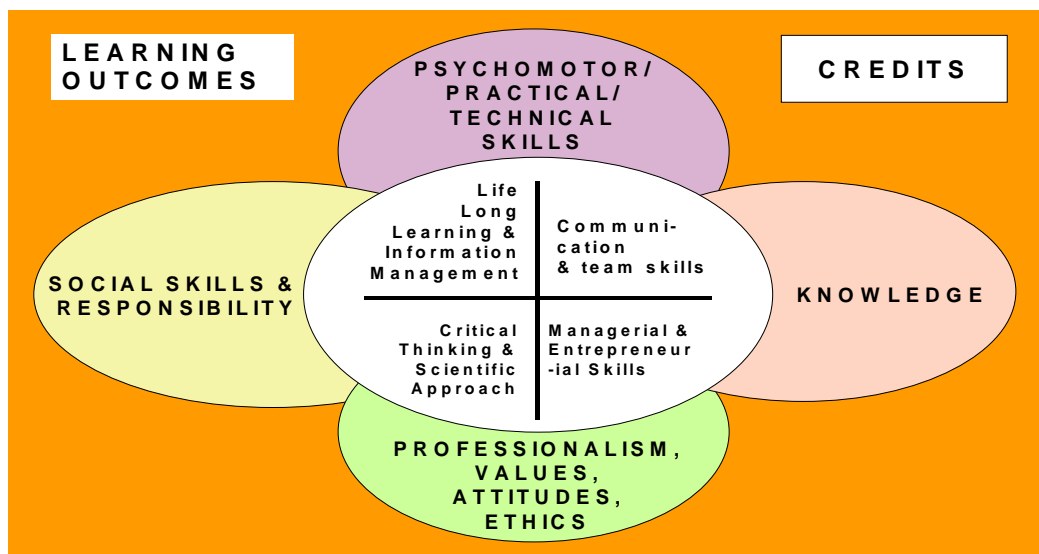 LEARNING
OUTCOMES
PSYCHOMOTOR/
PRACTICAL/
TECHNICAL
SKILLS
CREDITS
Life
Long
Learning &
Information
Management
Communi-
cation
& team skills
SOCIAL SKILLS &
RESPONSIBILITY
KNOWLEDGE
Critical
Thinking &
Scientific
Approach
Managerial &
Entrepreneur
-ial Skills
PROFESSIONALISM,
VALUES,
ATTITUDES,
ETHICS